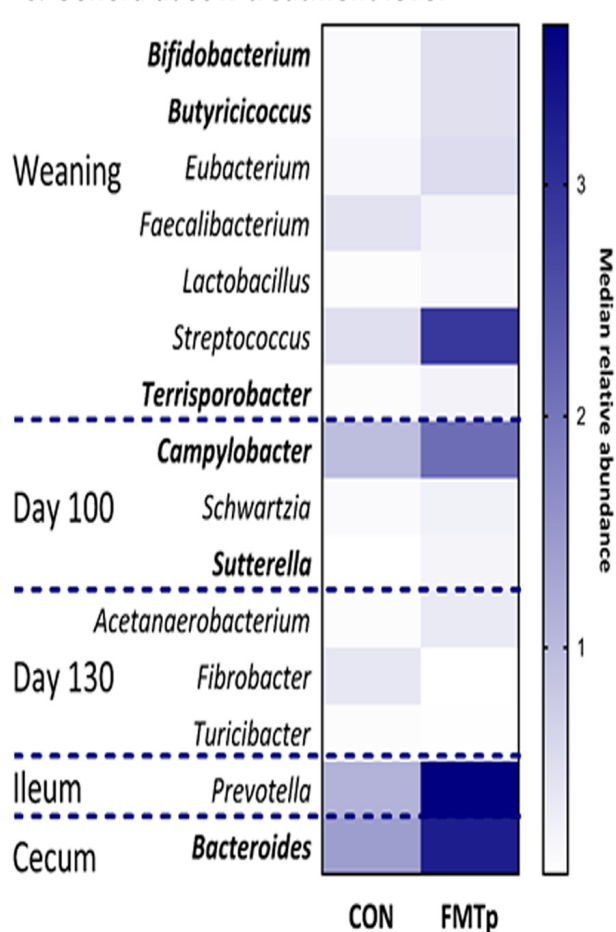 Bifidobacterium
Butyricicoccus
Weaning
Eubacterium
Faecalibacterium
Lactobacillus
Streptococcus
Terrisporobacter
Campylobacter
Day 100
Schwartzia
Sutterella
Acetanaerobacterium
Day 130
Fibrobacter
Turicibacter
Ileum
Prevotella
Cecum
Bacteroides
CON FMTp
3
2
1
Median relative abundance